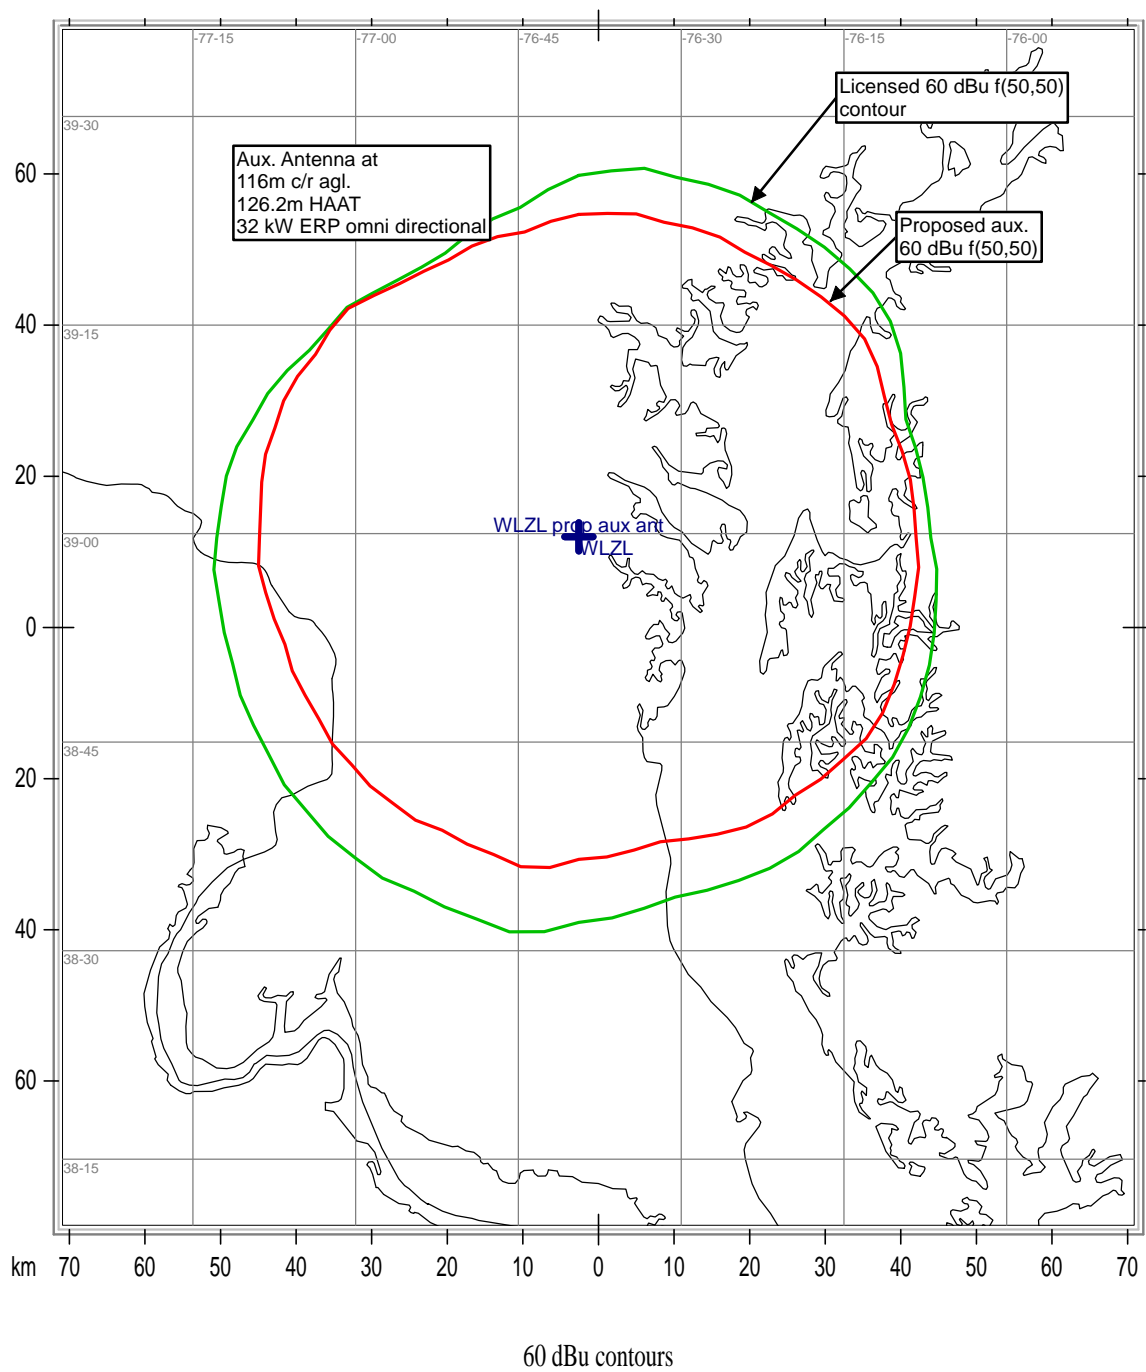 -77-15
-77-00
-76-45
-76-30
-76-15
-76-00
Licensed 60 dBu f(50,50)
contour
39-30
Aux. Antenna at
116m c/r agl.
126.2m HAAT
32 kW ERP omni directional
60
Proposed aux.
60 dBu f(50,50)
40
39-15
20
WLZL prop aux ant
39-00
WLZL
0
38-45
20
40
38-30
60
38-15
km 70 60 50 40 30 20 10 0 10 20 30 40 50 60 70
60 dBu contours